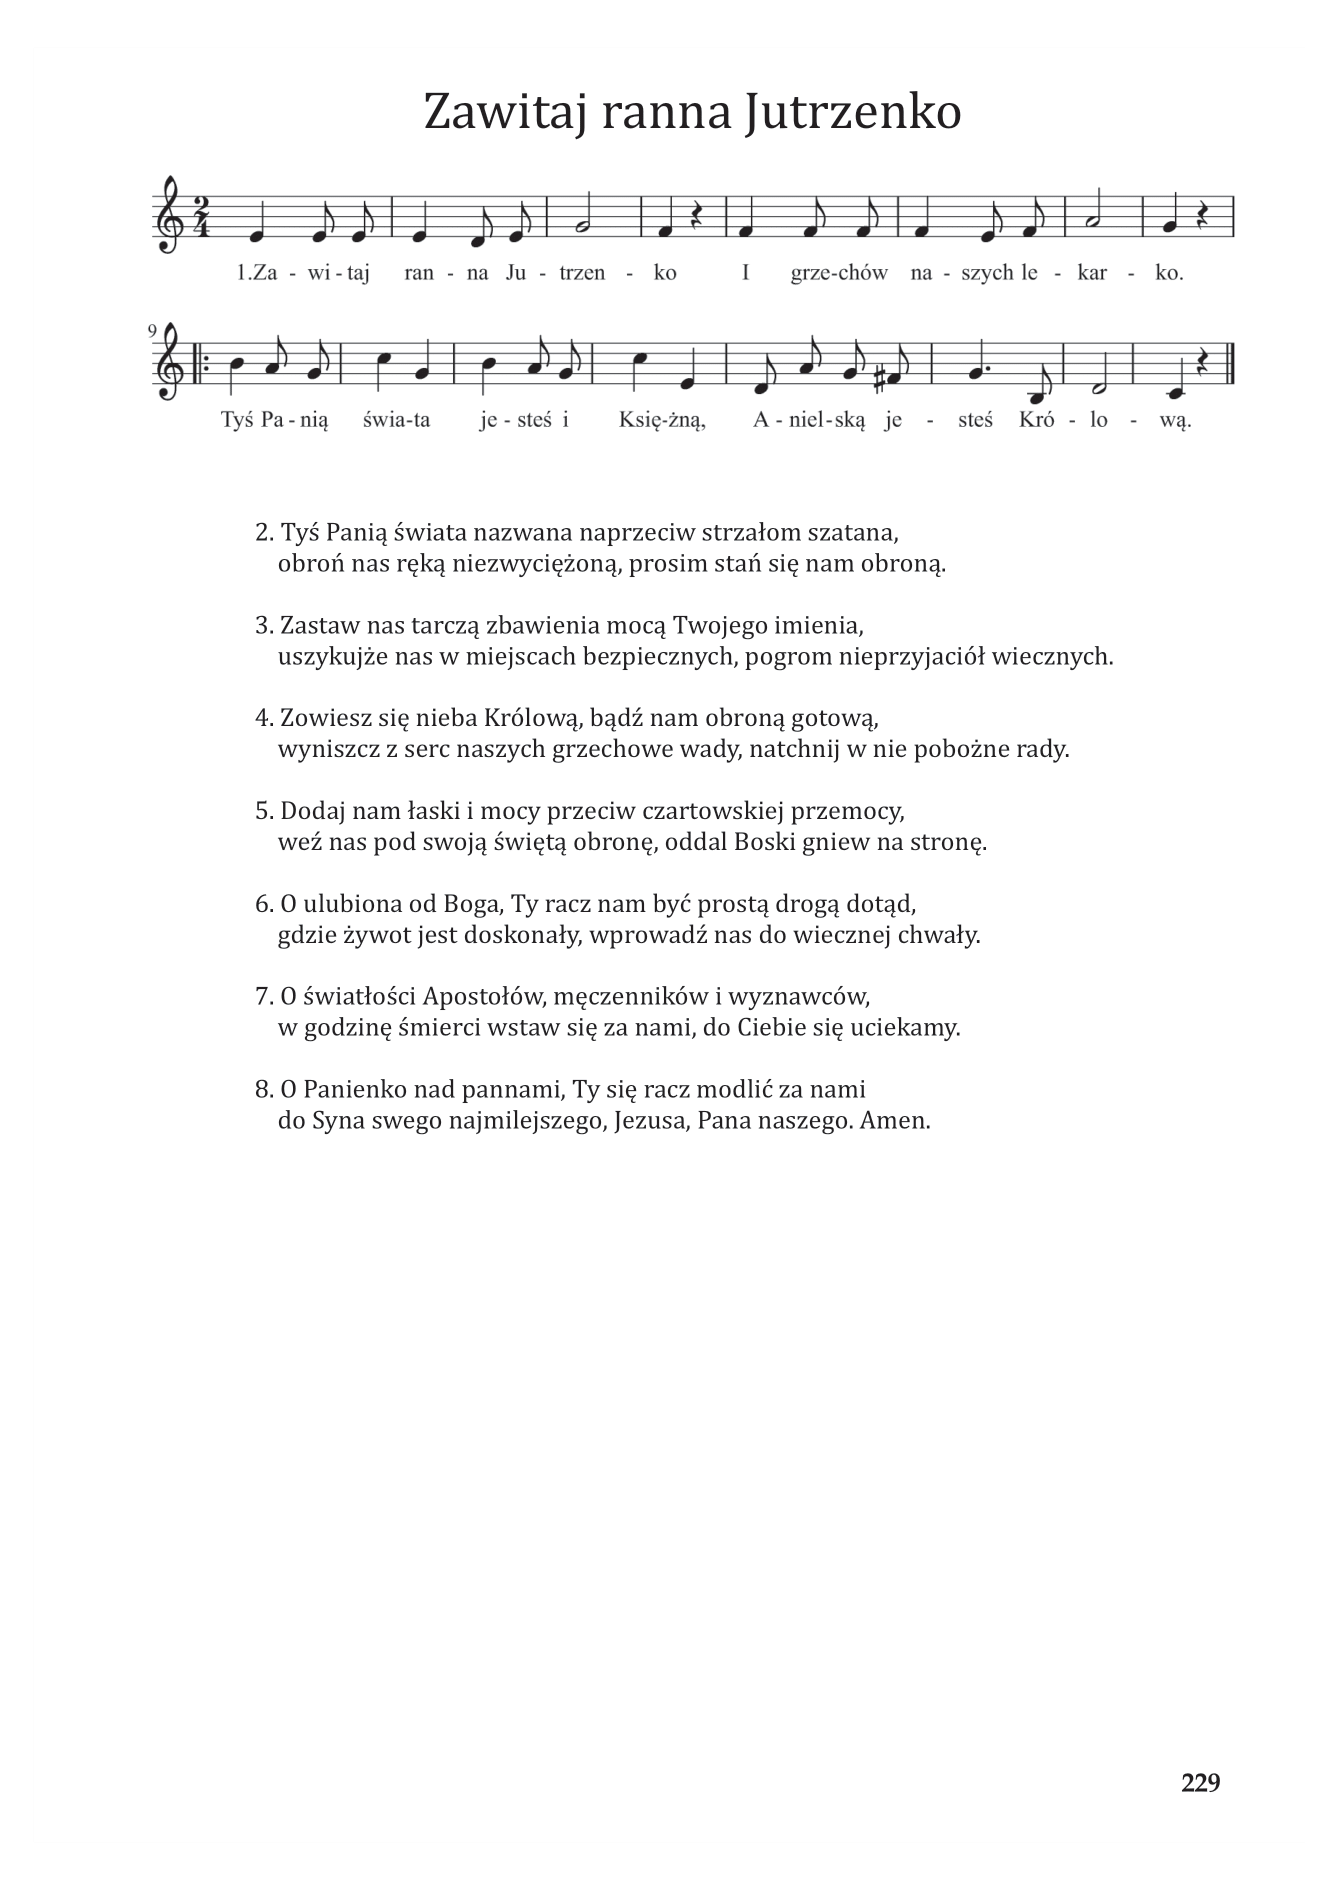 Zawitaj ranna Jutrzenko
1.Za - wi - taj ran - na Ju - trzen - ko I grze-chów na - szych le - kar - ko.
9
Tyś Pa - nią świa-ta je - steś i Księ-żną, A - niel-ską je - steś Kró - lo - wą.
2. Tyś Panią świata nazwana naprzeciw strzałom szatana,
obroń nas ręką niezwyciężoną, prosim stań się nam obroną.
3. Zastaw nas tarczą zbawienia mocą Twojego imienia,
uszykujże nas w miejscach bezpiecznych, pogrom nieprzyjaciół wiecznych.
4. Zowiesz się nieba Królową, bądź nam obroną gotową,
wyniszcz z serc naszych grzechowe wady, natchnij w nie pobożne rady.
5. Dodaj nam łaski i mocy przeciw czartowskiej przemocy,
weź nas pod swoją świętą obronę, oddal Boski gniew na stronę.
6. O ulubiona od Boga, Ty racz nam być prostą drogą dotąd,
gdzie żywot jest doskonały, wprowadź nas do wiecznej chwały.
7. O światłości Apostołów, męczenników i wyznawców,
w godzinę śmierci wstaw się za nami, do Ciebie się uciekamy.
8. O Panienko nad pannami, Ty się racz modlić za nami
do Syna swego najmilejszego, Jezusa, Pana naszego. Amen.
229